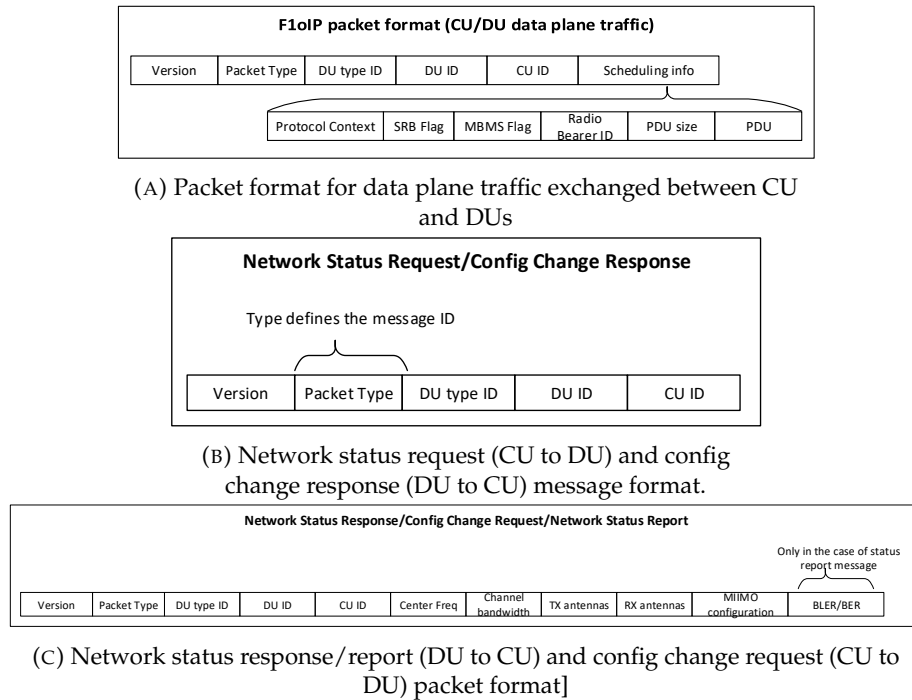 F1oIP packet format (CU/DU data plane traffic)
Version Packet Type DU type ID DU ID CU ID Scheduling info
Protocol Context SRB Flag MBMS Flag Radio Bearer ID PDU size PDU
(A) Packet format for data plane traffic exchanged between CU
and DUs
Network Status Request/Config Change Response
Type defines the message ID
Version Packet Type DU type ID DU ID CU ID
(B) Network status request (CU to DU) and config
change response (DU to CU) message format.
Network Status Response/Config Change Request/Network Status Report
Only in the case of status
report message
Version Packet Type DU type ID DU ID CU ID Center Freq Channel bandwidth TX antennas RX antennas MIIMO configuration BLER/BER
(C) Network status response/report (DU to CU) and config change request (CU to
DU) packet format]